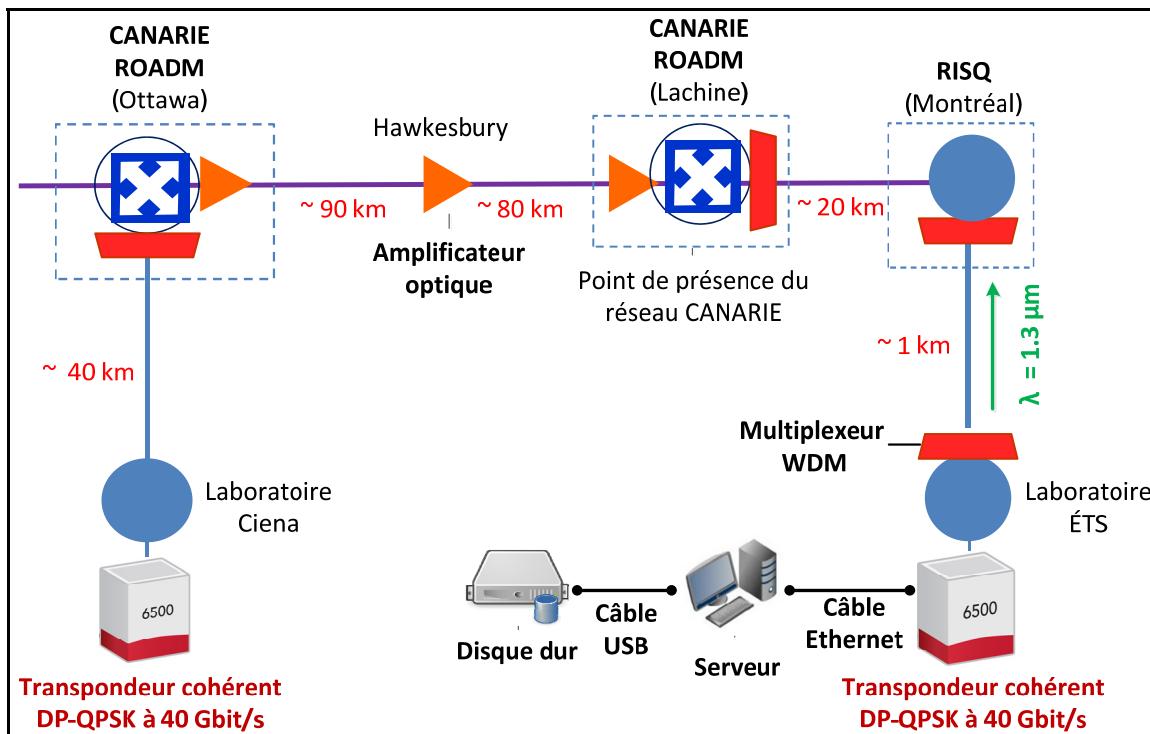 CANARIE
ROADM
(Ottawa)
CANARIE
ROADM
(Lachine)
RISQ
(Montréal)
Hawkesbury
~ 90 km
~ 80 km
~ 20 km
Amplificateur
optique
Point de présence du
réseau CANARIE
~ 40 km
~ 1 km
λ = 1.3 µm
Multiplexeur
WDM
Laboratoire
Ciena
Laboratoire
ÉTS
6500
6500
Câble
USB
Câble
Ethernet
Disque dur
Serveur
Transpondeur cohérent
DP-QPSK à 40 Gbit/s
Transpondeur cohérent
DP-QPSK à 40 Gbit/s